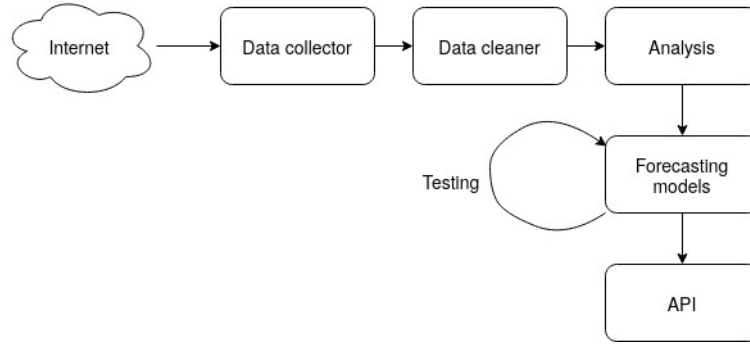 Internet
Data collector
Data cleaner
Analysis
Testing
Forecasting
models
API